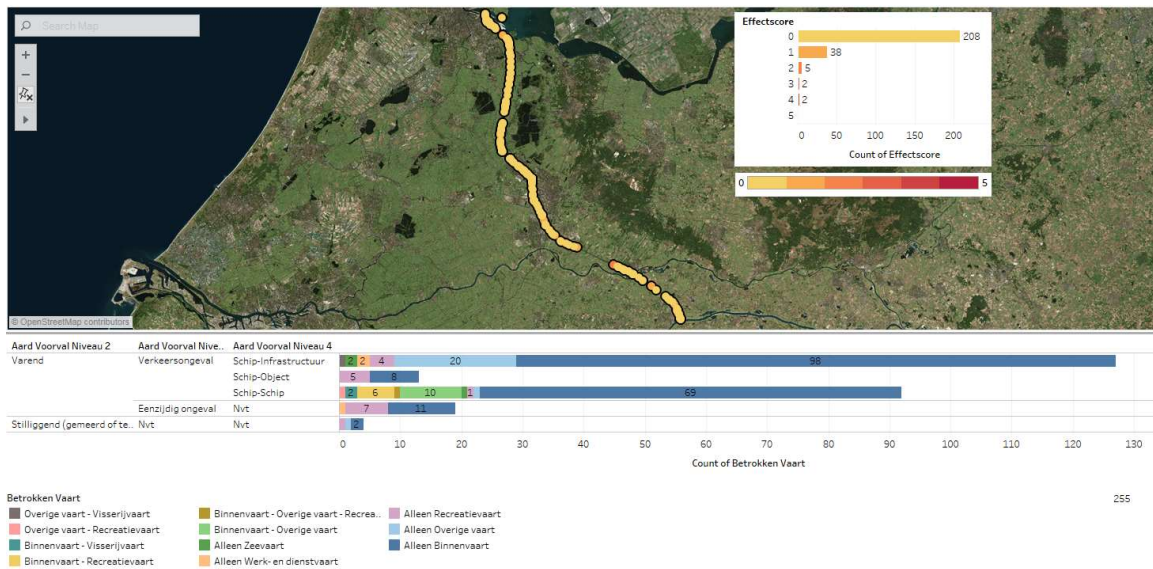 Search Map
© OpenStreetMap contributors
Effectscore
0 208
1 38
2 5
3 2
4 2
5
0 50 100 150 200
Count of Effectscore
0 5
Aard Voorval Niveau 2 Aard Voorval Nive.. Aard Voorval Niveau 4
Varend Verkeersongeval Schip-Infrastructuur 2 2 4 20 98
Schip-Object 5 8
Schip-Schip 2 6 10 1 69
Eenzijdig ongeval Nvt 7 11
Stilliggend (gemeerd of te.. Nvt Nvt 2
0 10 20 30 40 50 60 70 80 90 100 110 120 130
Count of Betrokken Vaart
Betrokken Vaart 255
Overige vaart - Visserijvaart Binnenvaart - Overige vaart - Recrea.. Alleen Recreatievaart
Overige vaart - Recreatievaart Binnenvaart - Overige vaart Alleen Overige vaart
Binnenvaart - Visserijvaart Alleen Zeevaart Alleen Binnenvaart
Binnenvaart - Recreatievaart Alleen Werk- en dienstvaart